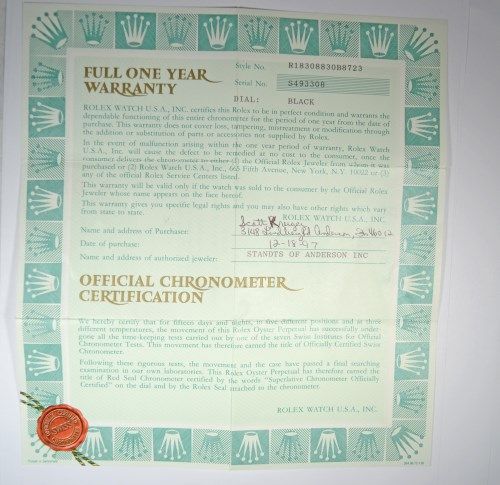 Style No. R18308830B8723
FULL ONE YEAR
WARRANTY
Serial No. S493308
DIAL: BLACK
ROLEX WATCH U.S.A., INC. certifies this Rolex to be in perfect condition and warrants the
dependable functioning of this entire chronometer for the period of one year from the date of
purchase. This warranty does not cover loss, tampering, mistreatment or modification through
the addition or substitution of parts or accessories not supplied by Rolex.
In the event of malfunction arising within the one year period of warranty, Rolex Watch
U.S.A., Inc. will cause the defect to be remedied at no cost to the consumer, once the
consumer delivers the chronometer to either (1) the Official Rolex Jeweler from whom it was
purchased or (2) Rolex Watch U.S.A., Inc., 665 Fifth Avenue, New York, N.Y. 10022 or (3)
any of the official Rolex Service Centers listed.
This warranty will be valid only if the watch was sold to the consumer by the Official Rolex
Jeweler whose name appears on the face hereof.
This warranty gives you specific legal rights and you may also have other rights which vary
from state to state.
ROLEX WATCH U.S.A., INC.
Scott
Name and address of Purchaser: 3148 Anderson, In. 46012
Date of purchase: 12-18-97
Name and address of authorized jeweler: STANDTS OF ANDERSON INC
OFFICIAL CHRONOMETER
CERTIFICATION
We hereby certify that for fifteen days and nights, in five different positions and at three
different temperatures, the movement of this Rolex Oyster Perpetual has successfully under-
gone all the time-keeping tests carried out by one of the seven Swiss Institutes for Official
Chronometer Tests. This movement has therefore earned the title of Officially Certified Swiss
Chronometer.
Following these rigorous tests, the movement and the case have passed a final searching
examination in our own laboratories. This Rolex Oyster Perpetual has therefore earned the
title of Red Seal Chronometer certified by the words "Superlative Chronometer Officially
Certified" on the dial and by the Rolex Seal attached to the chronometer.
ROLEX WATCH U.S.A., INC.